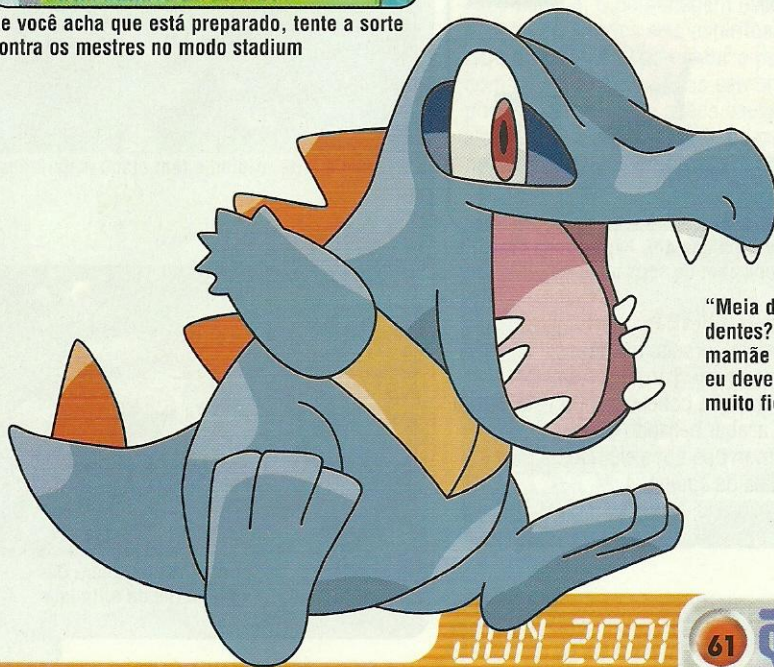 e você acha que está preparado, tente a sorte
ontra os mestres no modo stadium
"Meia d
dentes?
mamãe
eu deve
muito fi
JUN 2001
61